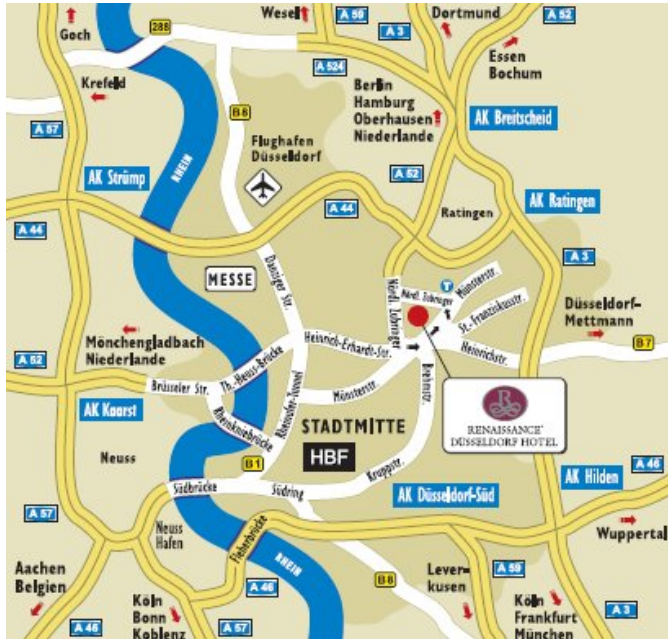 Goch
288
Wesel
A 59
A 3
Dortmund
A 52
Krefeld
A 524
Essen
Bochum
Berlin
Hamburg
Oberhausen
Niederlande
B 8
A 57
AK Breitscheid
Flughafen
Düsseldorf
A 52
RHEIN
AK Strümp
A 44
Ratingen
AK Ratingen
A 44
A 3
MESSE
Danziger Str.
Nördl. Zubringer
Nördl. Zubringer
T
Münsterstr.
St.-Franziskusstr.
Düsseldorf-
Mettmann
Mönchengladbach
Niederlande
Heinrich-Erhardt-Str.
Heinrichstr.
B 7
A 52
Th.-Heuss-Brücke
Brüsseler Str.
Münsterstr.
Brehmstr.
Rheinufer-Tunnel
AK Kaarst
Rheinkniebrücke
STADTMITTE
R
RENAISSANCE
DÜSSELDORF HOTEL
Neuss
B 1
HBF
Kruppstr.
A 46
Südbrücke
Südring
AK Düsseldorf-Süd
AK Hilden
A 57
Neuss
Hafen
Fleherbrücke
Wuppertal
Aachen
Belgien
RHEIN
B 8
Lever-
kusen
A 59
A 46
Köln
Bonn
Koblenz
A 57
Köln
Frankfurt
München
A 3
A 46